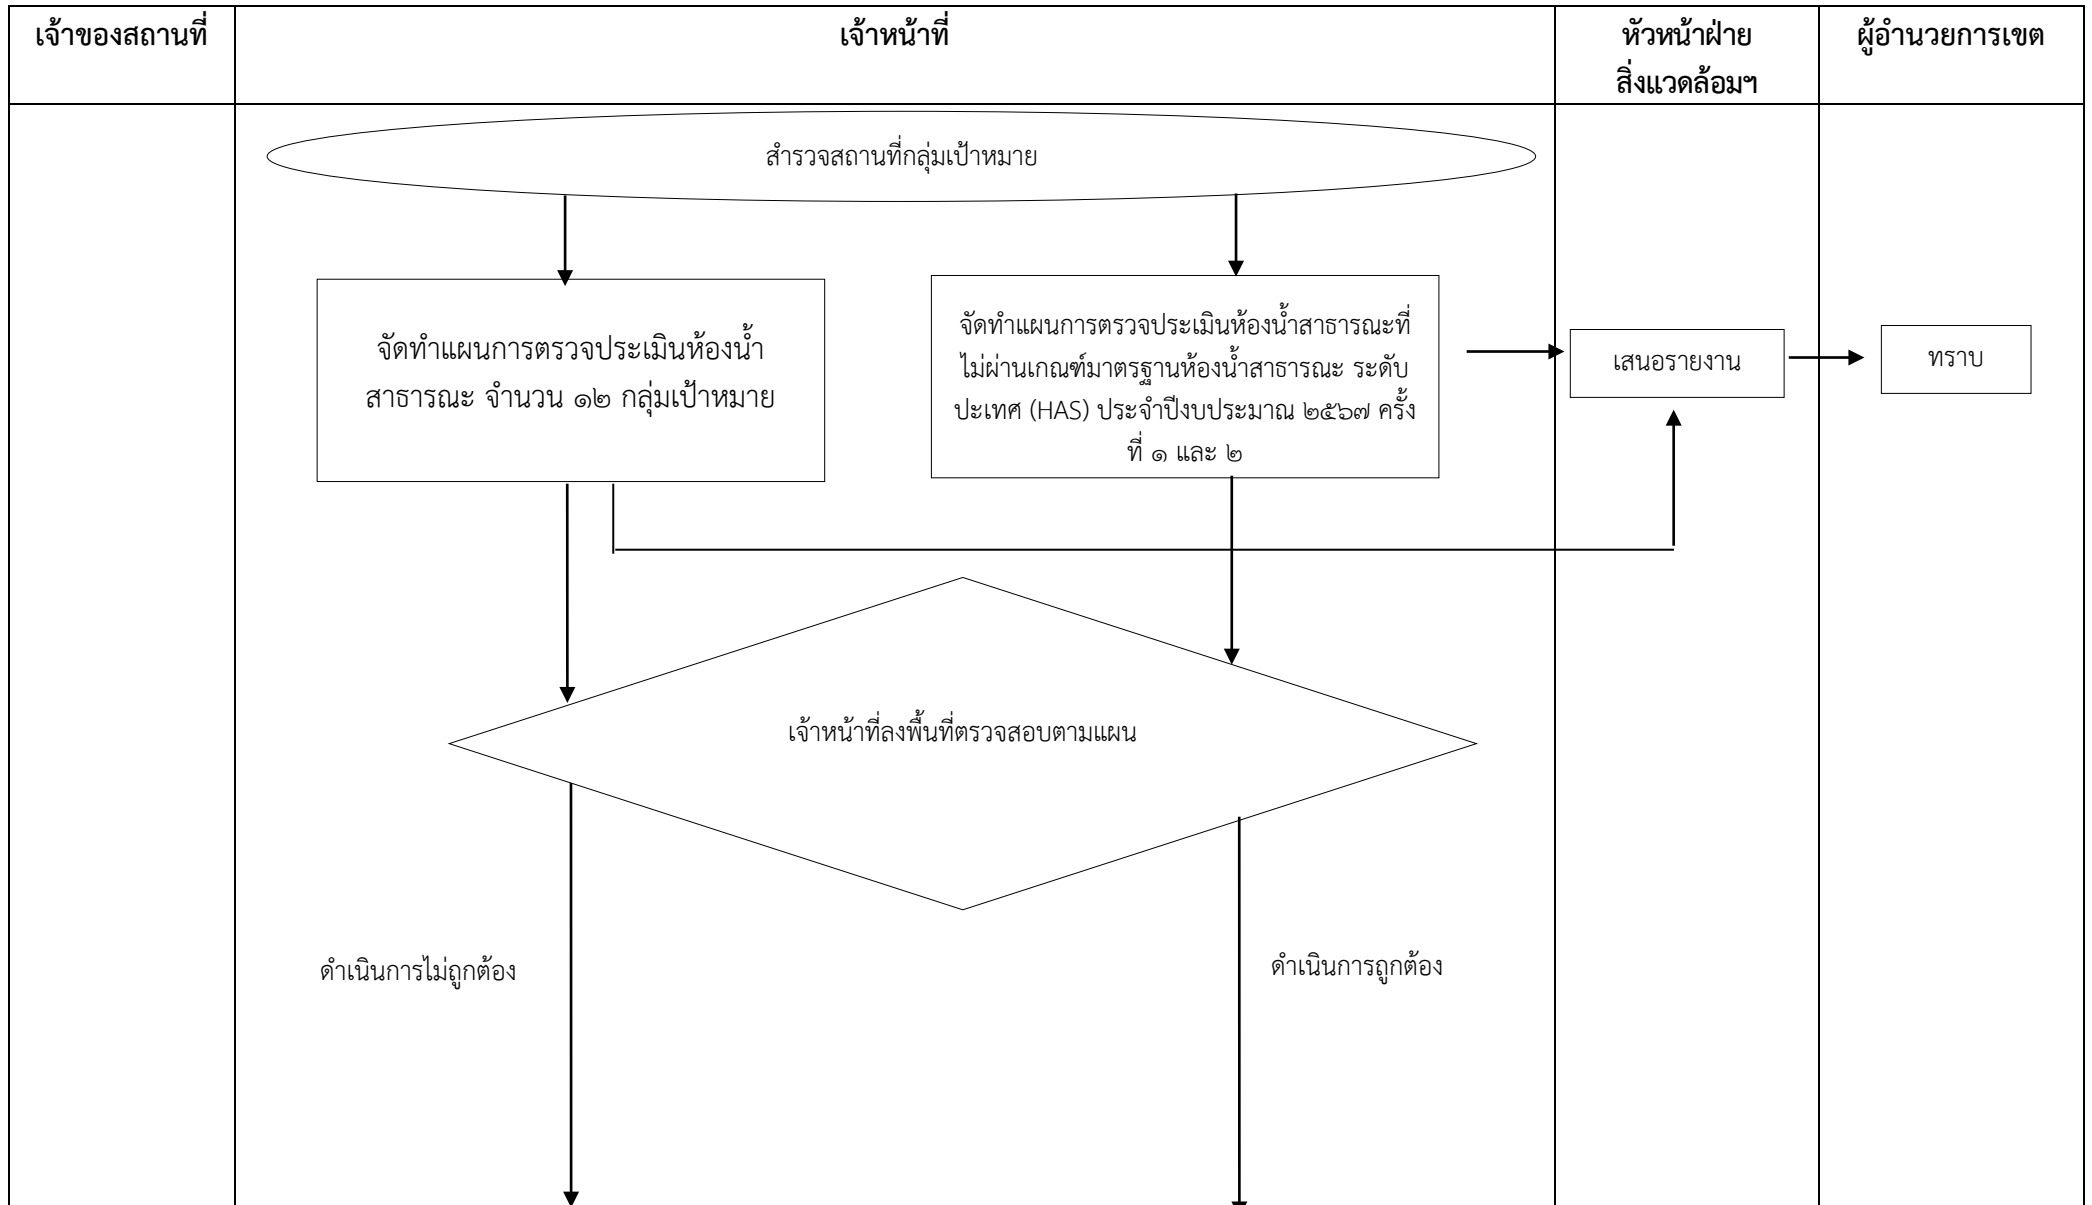 เจ้าของสถานที่
เจ้าหน้าที่
หัวหน้าฝ่าย
สิ่งแวดล้อมฯ
ผู้อำนวยการเขต
สำรวจสถานที่กลุ่มเป้าหมาย
จัดทำแผนการตรวจประเมินห้องน้ำ
สาธารณะ จำนวน ๑๒ กลุ่มเป้าหมาย
จัดทำแผนการตรวจประเมินห้องน้ำสาธารณะที่
ไม่ผ่านเกณฑ์มาตรฐานห้องน้ำสาธารณะ ระดับ
ปะเทศ (HAS) ประจำปีงบประมาณ ๒๕๖๗ ครั้ง
ที่ ๑ และ ๒
เสนอรายงาน
ทราบ
เจ้าหน้าที่ลงพื้นที่ตรวจสอบตามแผน
ดำเนินการไม่ถูกต้อง
ดำเนินการถูกต้อง